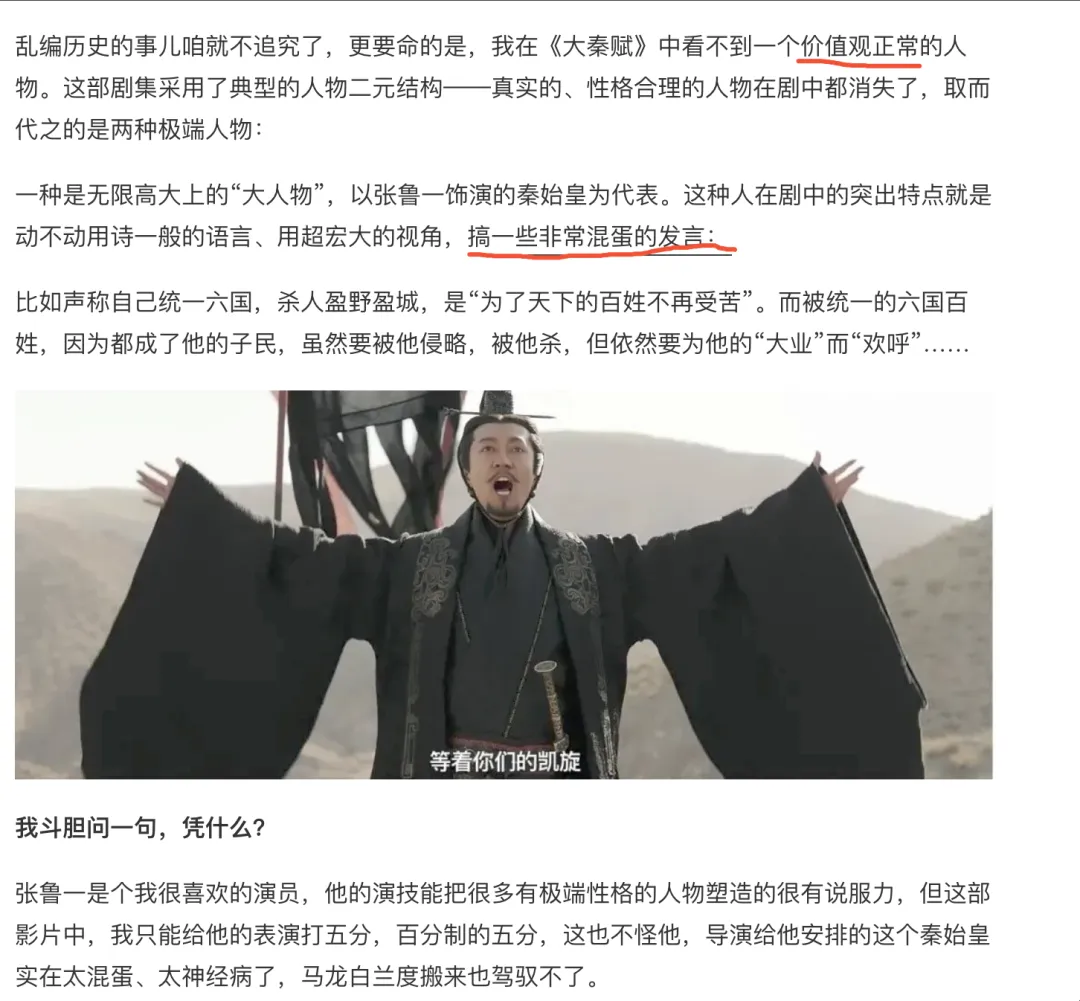 乱编历史的事儿咱就不追究了，更要命的是，我在《大秦赋》中看不到一个价值观正常的人
物。这部剧集采用了典型的人物二元结构——真实的、性格合理的人物在剧中都消失了，取而
代之的是两种极端人物：
一种是无限高大上的“大人物”，以张鲁一饰演的秦始皇为代表。这种人在剧中的突出特点就是
动不动用诗一般的语言、用超宏大的视角，搞一些非常混蛋的发言：
比如声称自己统一六国，杀人盈野盈城，是“为了天下的百姓不再受苦”。而被统一的六国百
姓，因为都成了他的子民，虽然要被他侵略，被他杀，但依然要为他的“大业”而“欢呼”……
等着你们的凯旋
我斗胆问一句，凭什么?
张鲁一是个我很喜欢的演员，他的演技能把很多有极端性格的人物塑造的很有说服力，但这部
影片中，我只能给他的表演打五分，百分制的五分，这也不怪他，导演给他安排的这个秦始皇
实在太混蛋、太神经病了，马龙白兰度搬来也驾驭不了。